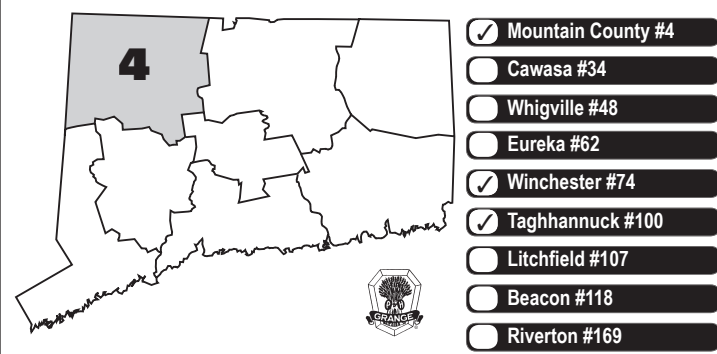 4
✓ Mountain County #4
Cawasa #34
Whigville #48
Eureka #62
✓ Winchester #74
✓ Taghhannuck #100
Litchfield #107
Beacon #118
Riverton #169
GRANGE